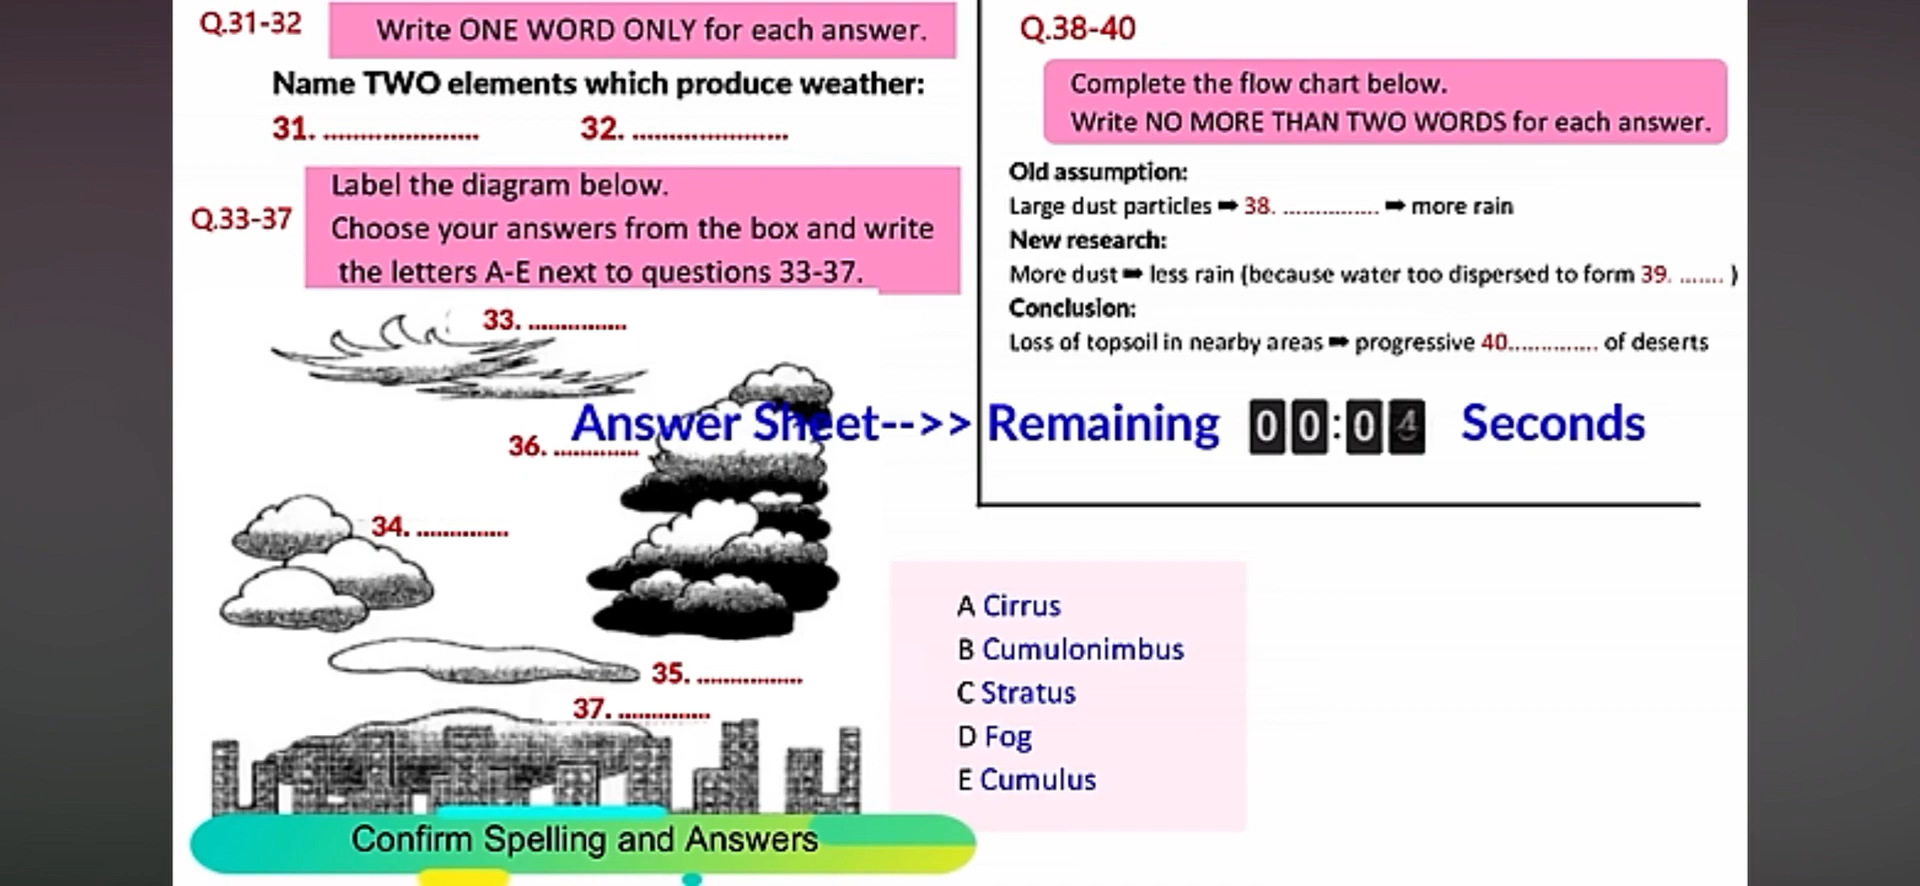 Q.31-32
Write ONE WORD ONLY for each answer.
Name TWO elements which produce weather:
31. ...................... 32. ......................
Q.33-37
Label the diagram below.
Choose your answers from the box and write
the letters A-E next to questions 33-37.
33. ..............
36. ............
34. .............
35. ...............
37. .............
Confirm Spelling and Answers
Q.38-40
Complete the flow chart below.
Write NO MORE THAN TWO WORDS for each answer.
Old assumption:
Large dust particles ➡ 38. ............... ➡ more rain
New research:
More dust ➡ less rain (because water too dispersed to form 39. ....... )
Conclusion:
Loss of topsoil in nearby areas ➡ progressive 40.............. of deserts
Answer Sheet-->> Remaining 00:04 Seconds
A Cirrus
B Cumulonimbus
C Stratus
D Fog
E Cumulus